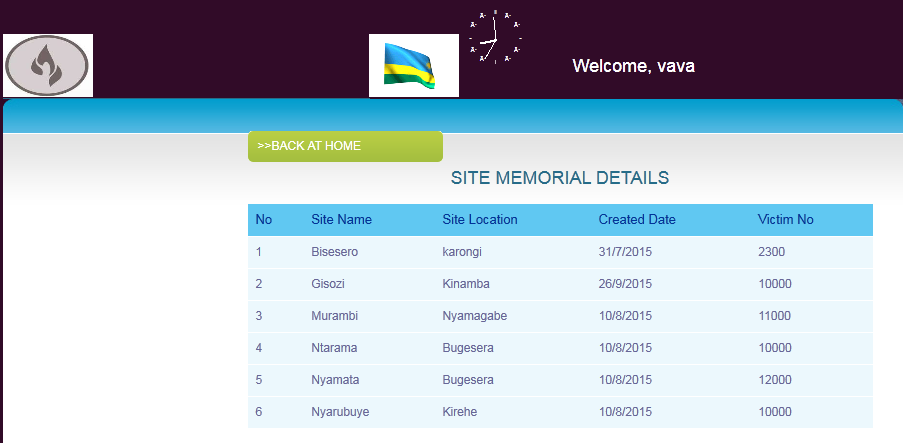 Welcome, vava
>>BACK AT HOME
SITE MEMORIAL DETAILS
No Site Name Site Location Created Date Victim No
1 Bisesero karongi 31/7/2015 2300
2 Gisozi Kinamba 26/9/2015 10000
3 Murambi Nyamagabe 10/8/2015 11000
4 Ntarama Bugesera 10/8/2015 10000
5 Nyamata Bugesera 10/8/2015 12000
6 Nyarubuye Kirehe 10/8/2015 10000